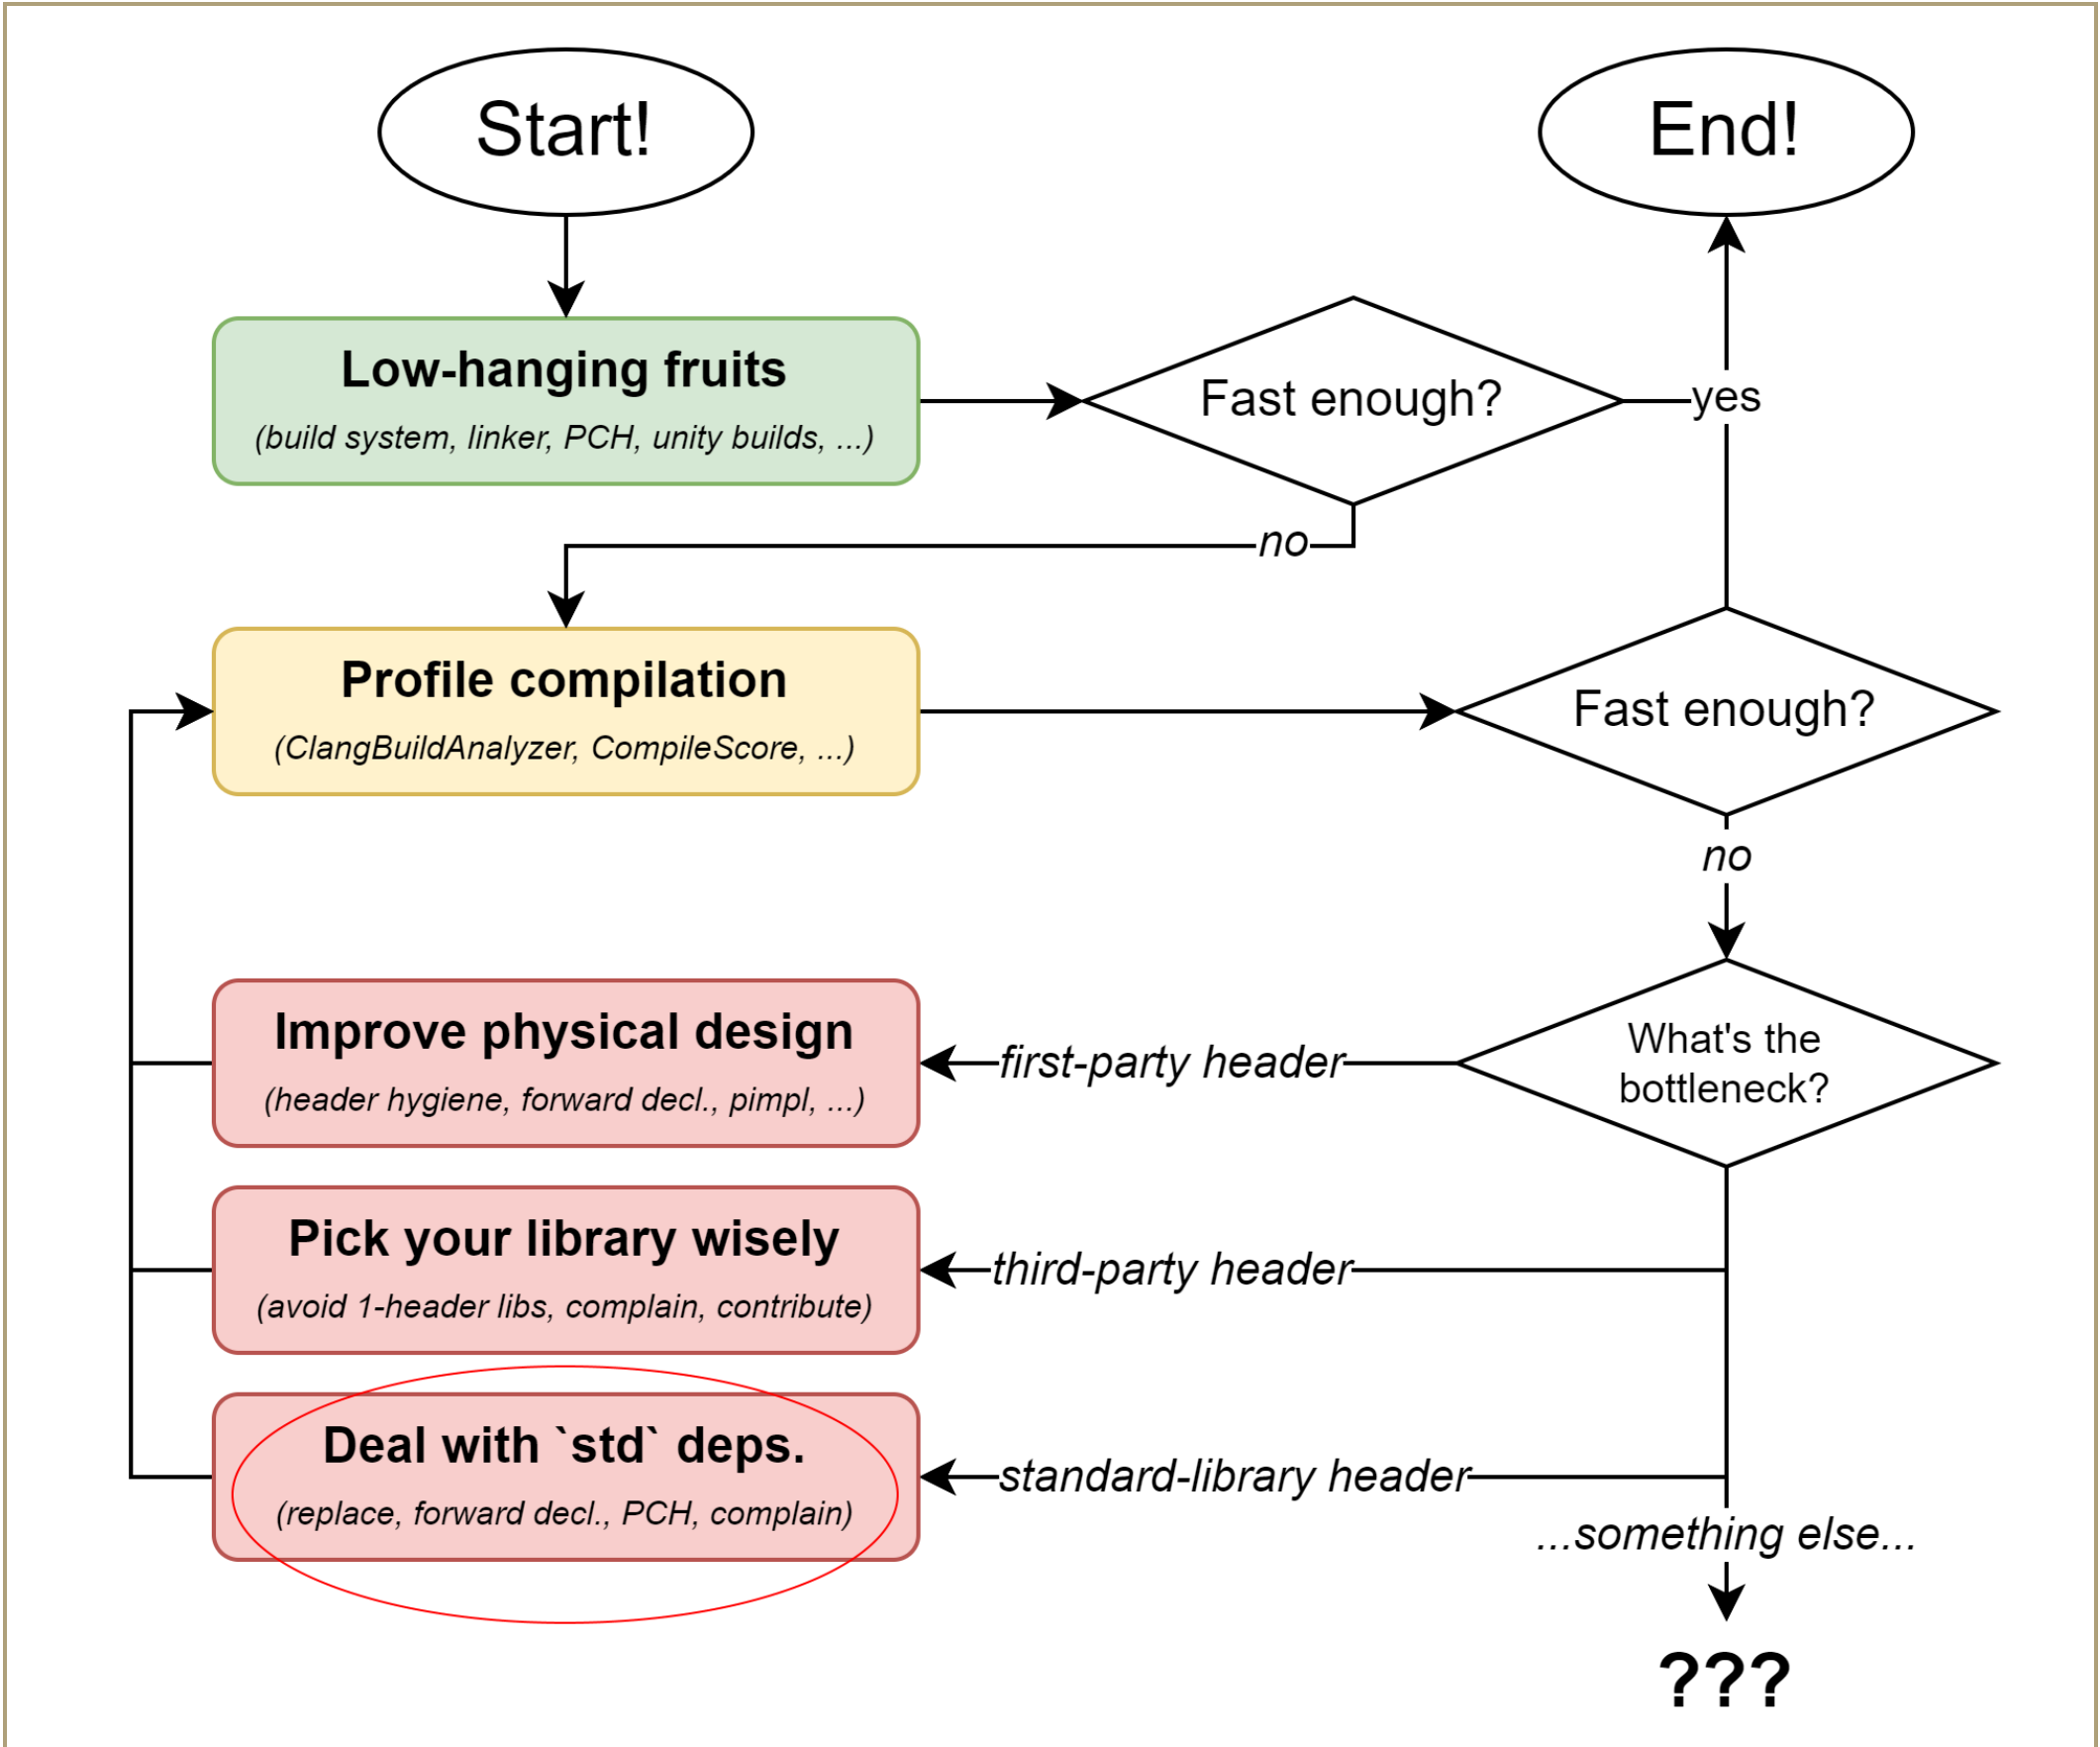 Start!
End!
Low-hanging fruits
(build system, linker, PCH, unity builds, ...)
Fast enough?
yes
no
Profile compilation
(ClangBuildAnalyzer, CompileScore, ...)
Fast enough?
no
Improve physical design
(header hygiene, forward decl., pimpl, ...)
first-party header
What's the
bottleneck?
Pick your library wisely
(avoid 1-header libs, complain, contribute)
third-party header
Deal with `std` deps.
(replace, forward decl., PCH, complain)
standard-library header
...something else...
???